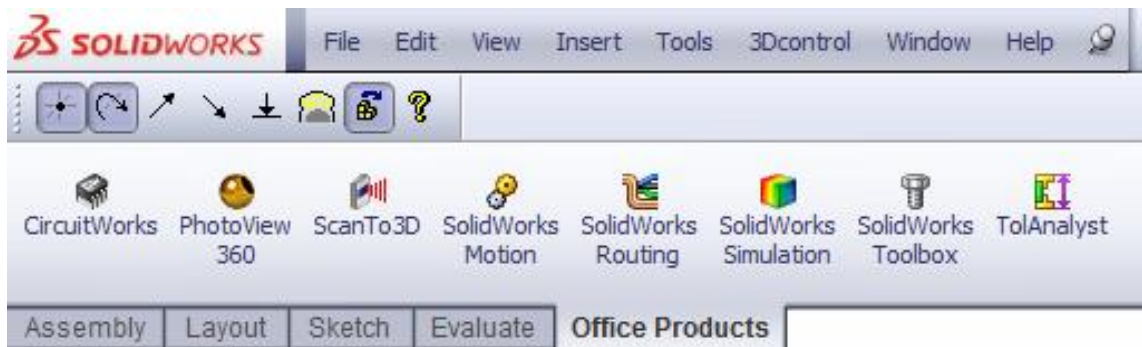 SOLIDWORKS File Edit View Insert Tools 3Dcontrol Window Help
CircuitWorks PhotoView 360 ScanTo3D SolidWorks Motion SolidWorks Routing SolidWorks Simulation SolidWorks Toolbox TolAnalyst
Assembly Layout Sketch Evaluate Office Products